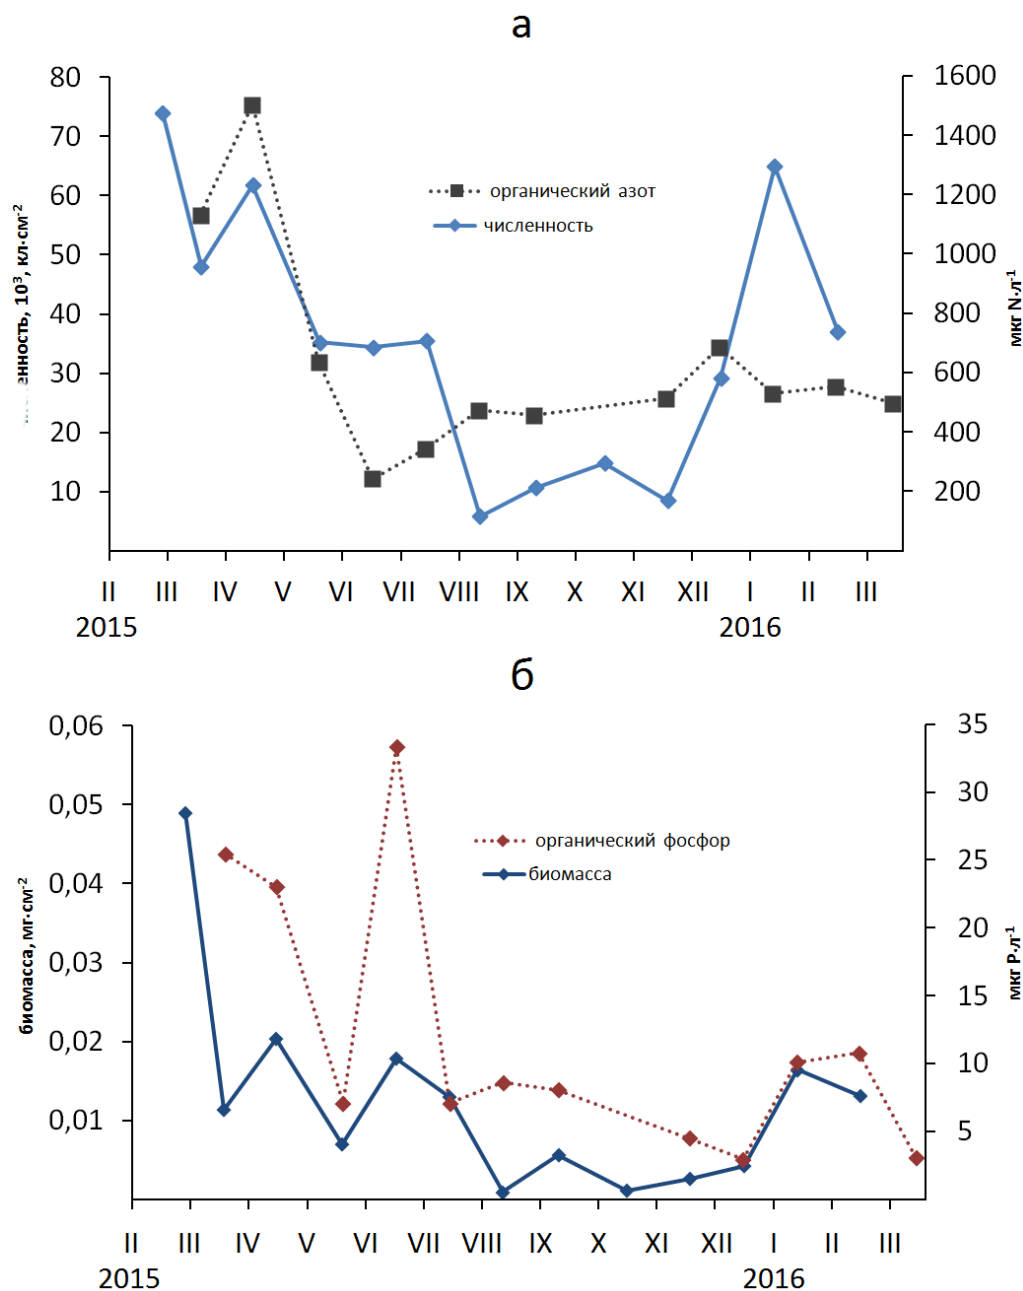 а
80
70
60
50
40
30
20
10
енность, 10³, кл·см⁻²
1600
1400
1200
1000
800
600
400
200
мкг N·л⁻¹
органический азот
численность
II III IV V VI VII VIII IX X XI XII I II III
2015 2016
б
0,06
0,05
0,04
0,03
0,02
0,01
биомасса, мг·см⁻²
35
30
25
20
15
10
5
мкг P·л⁻¹
органический фосфор
биомасса
II III IV V VI VII VIII IX X XI XII I II III
2015 2016